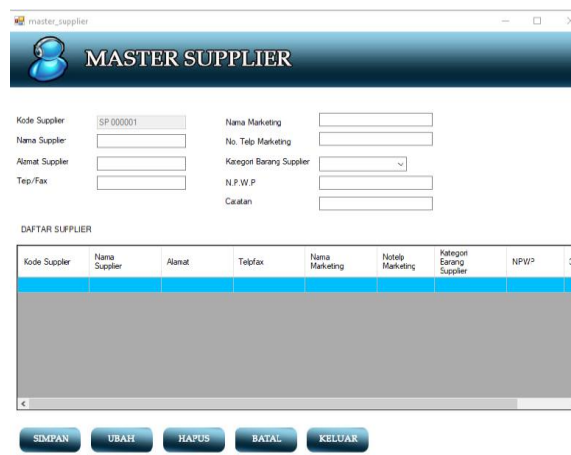 master_supplier
MASTER SUPPLIER
Kode Supplier
SP 000001
Nama Supplier
Alamat Supplier
Tep/Fax
Nama Marketing
No. Telp Marketing
Kategori Barang Supplier
N.P.W.P
Catatan
DAFTAR SUPPLIER
Kode Supplier
Nama
Supplier
Alamat
Telpfax
Nama
Marketing
Notelp
Marketing
Kategori
Barang
Supplier
NPWP
SIMPAN
UBAH
HAPUS
BATAL
KELUAR